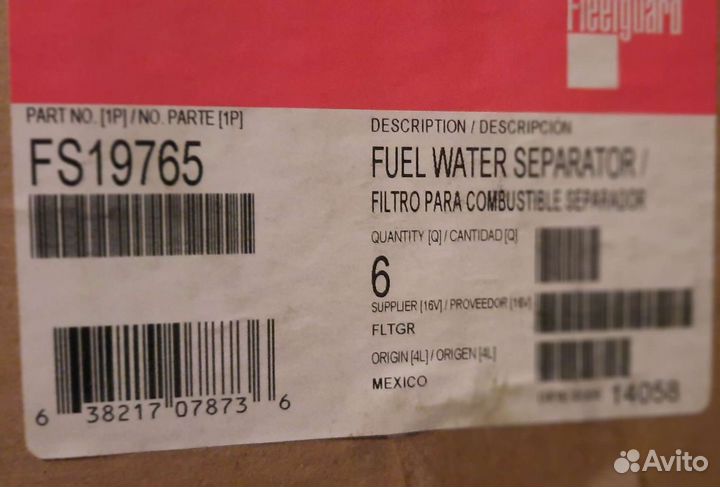 Fleetguard
PART NO. [1P] / NO. PARTE [1P]
FS19765
DESCRIPTION / DESCRIPCIÓN
FUEL WATER SEPARATOR /
FILTRO PARA COMBUSTIBLE SEPARADOR
QUANTITY [Q] / CANTIDAD [Q]
6
SUPPLIER [16V] / PROVEEDOR [16V]
FLTGR
ORIGIN [4L] / ORIGEN [4L]
MEXICO
6 38217 07873 6
14058
Avito